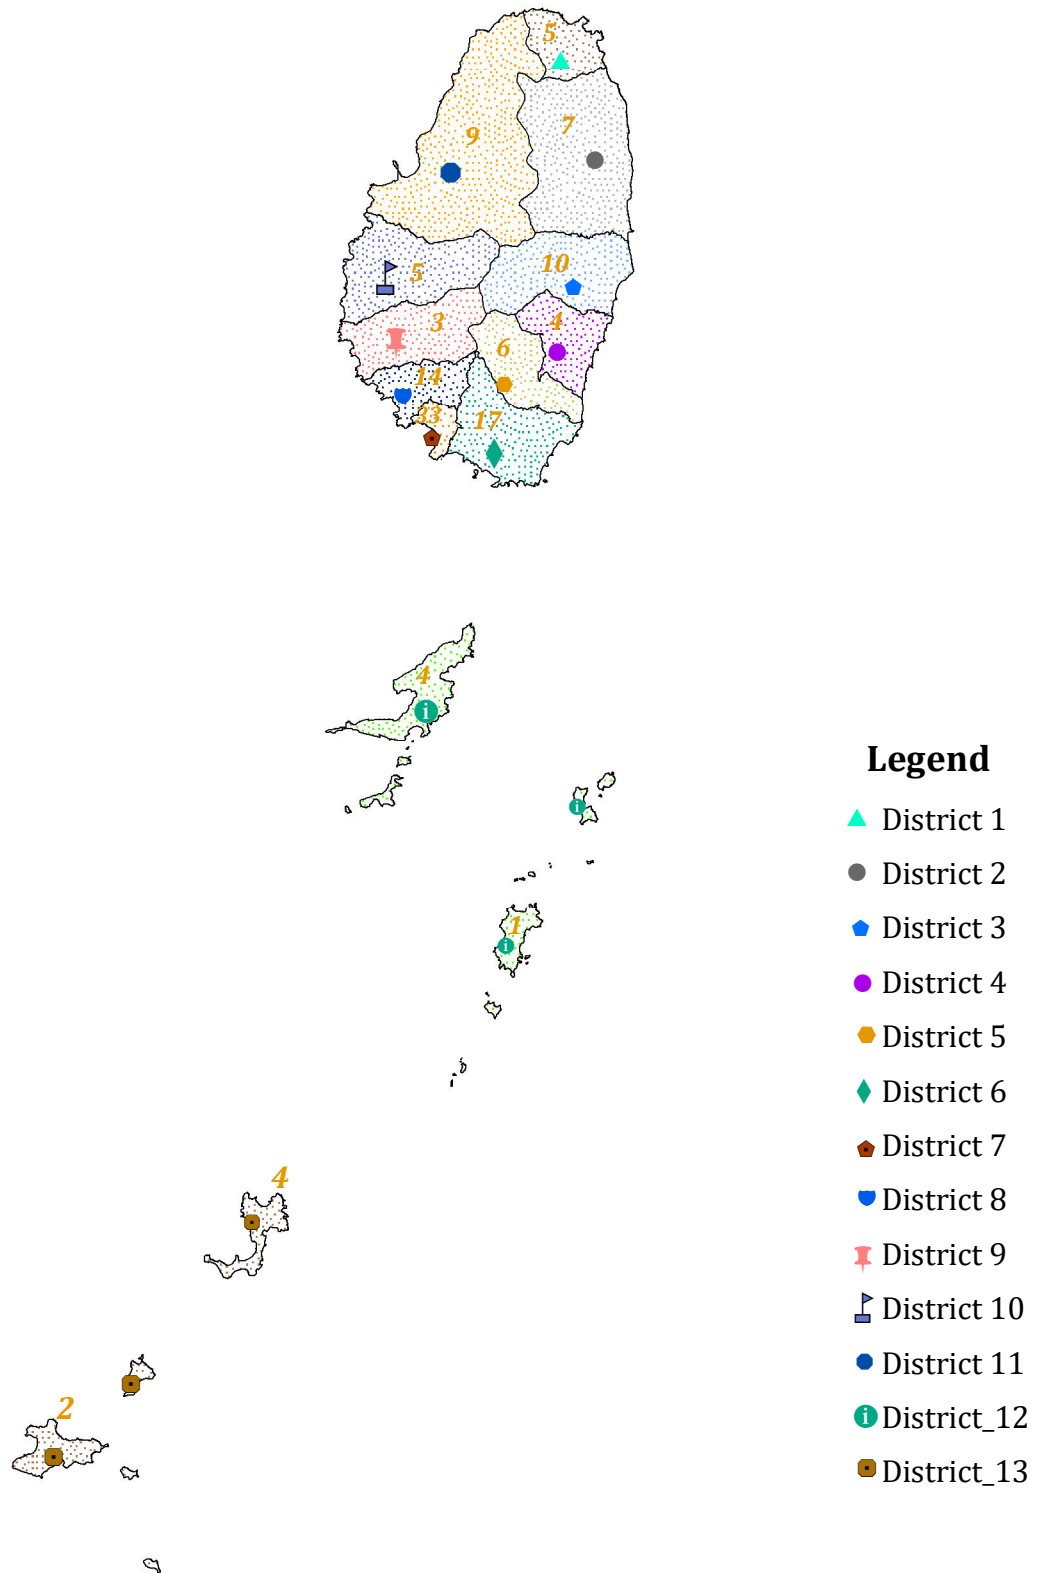 5
7
9
10
5
4
3
6
14
33
17
4
i
i
1
i
4
2
Legend
District 1
District 2
District 3
District 4
District 5
District 6
District 7
District 8
District 9
District 10
District 11
i District_12
District_13